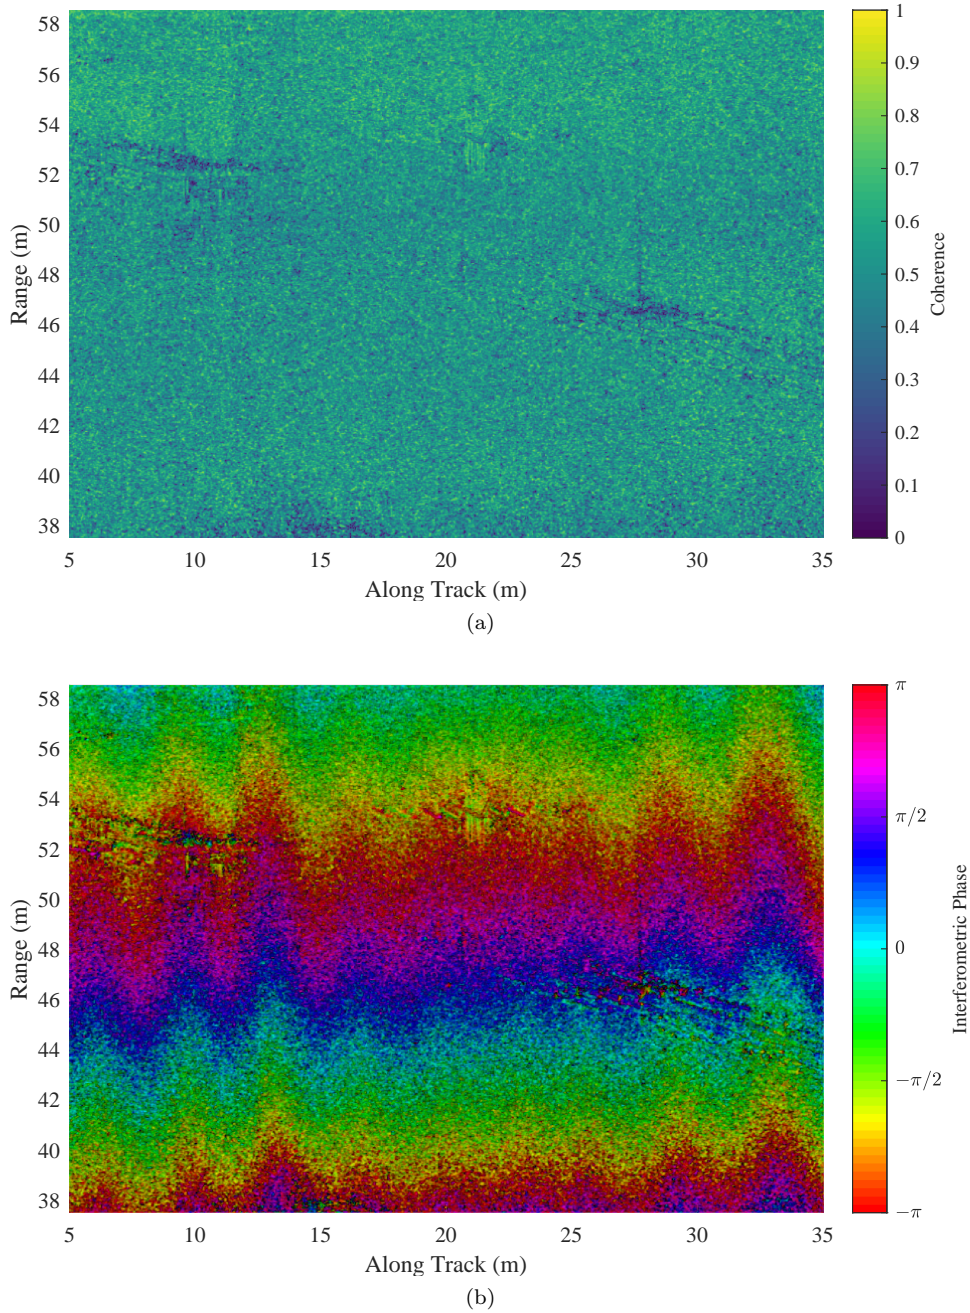 58
56
54
52
50
48
46
44
42
40
38
Range (m)
5 10 15 20 25 30 35
Along Track (m)
1
0.9
0.8
0.7
0.6
0.5
0.4
0.3
0.2
0.1
0
Coherence
(a)
58
56
54
52
50
48
46
44
42
40
38
Range (m)
5 10 15 20 25 30 35
Along Track (m)
π
π/2
0
−π/2
−π
Interferometric Phase
(b)